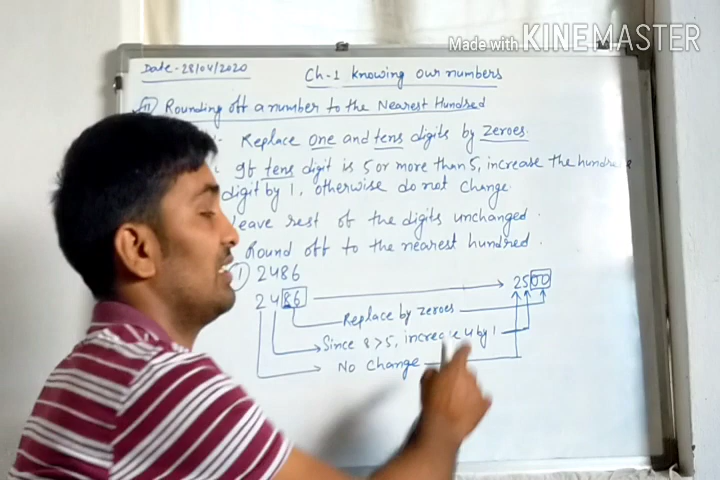 Made with KINEMASTER
Date-28/04/2020
Ch-1 Knowing our numbers
Rounding off a number to the Nearest Hundred
Replace one and tens digits by zeroes.
If tens digit is 5 or more than 5, increase the hundre
digit by 1, otherwise do not change.
leave rest of the digits unchanged.
Round off to the nearest hundred.
1 2486
2486 2500
Replace by zeroes
Since 8>5, increase 4 by 1
No change